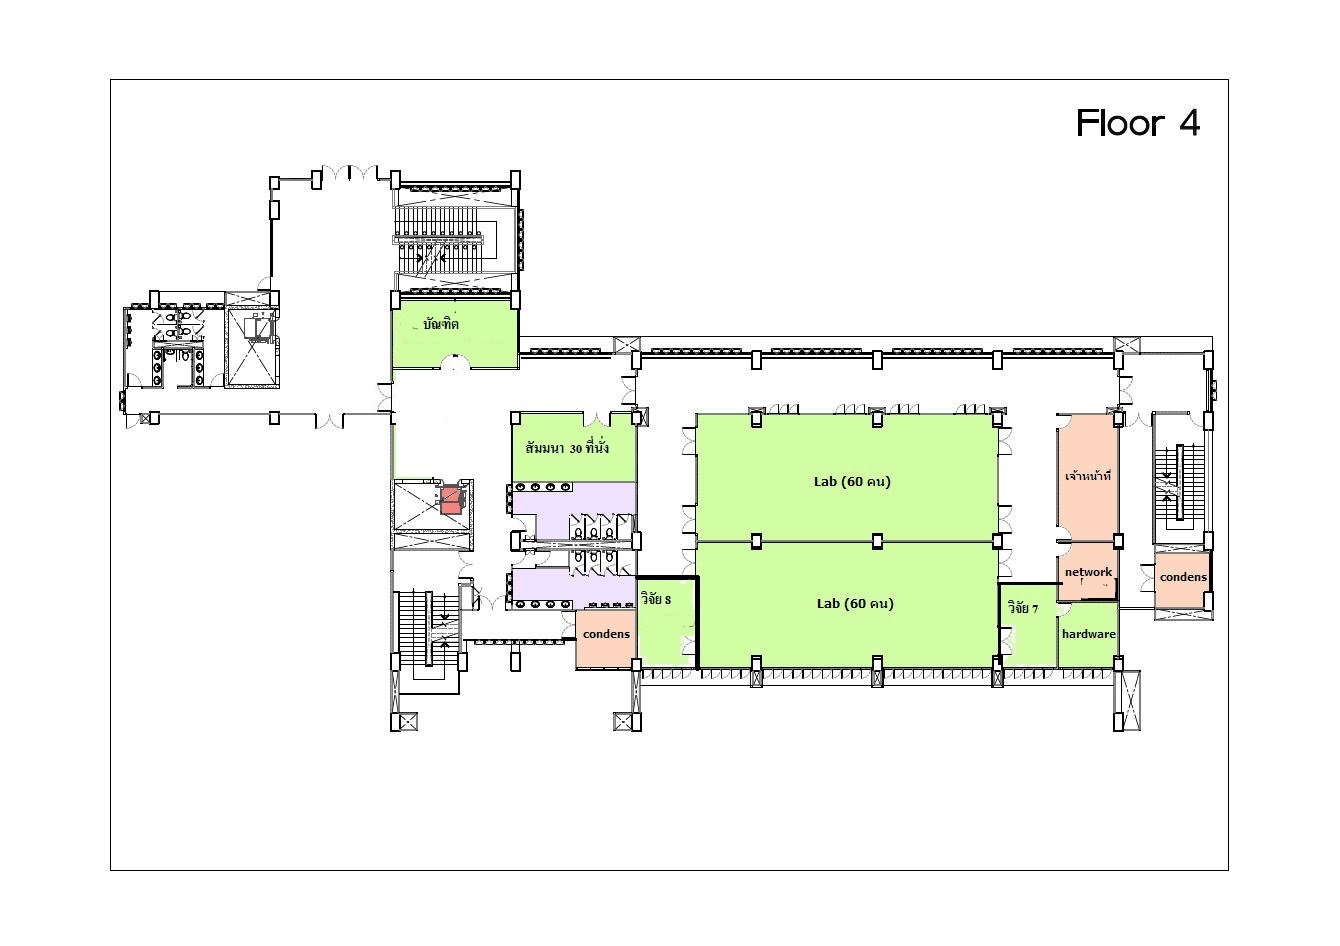 Floor 4
บัณฑิต
สัมมนา 30 ที่นั่ง
Lab (60 คน)
เจ้าหน้าที่
network
condens
วิจัย 8
Lab (60 คน)
วิจัย 7
condens
hardware